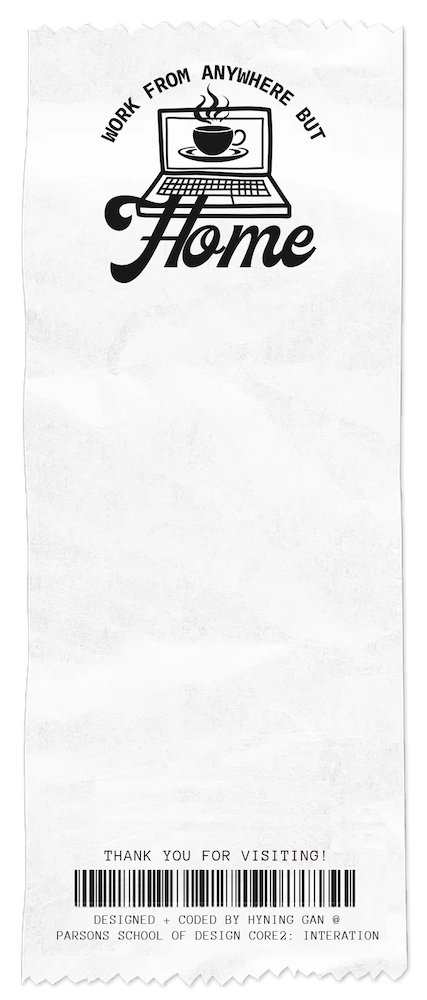 WORK FROM ANYWHERE BUT
Home
THANK YOU FOR VISITING!
DESIGNED + CODED BY HYNING GAN @
PARSONS SCHOOL OF DESIGN CORE2: INTERATION